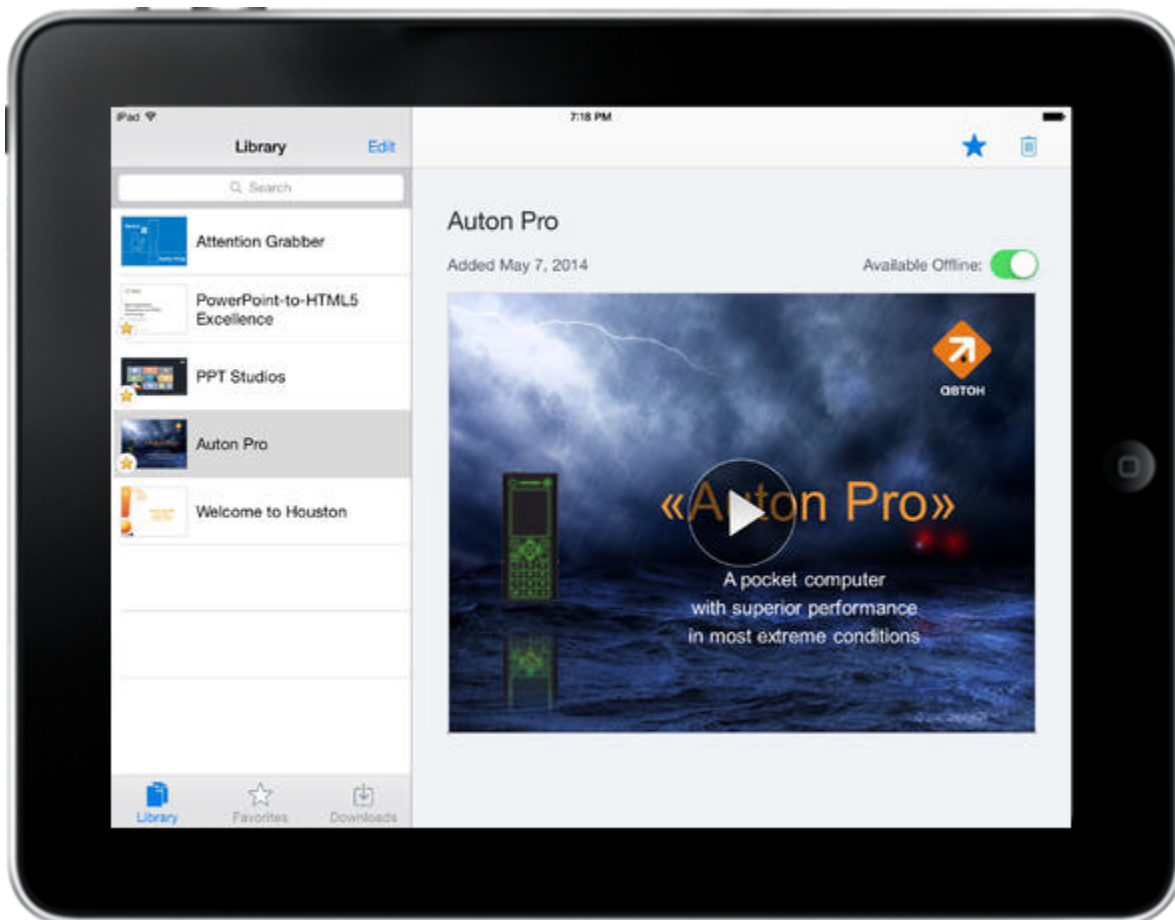 iPad
7:18 PM
Library
Edit
Search
Attention Grabber
PowerPoint-to-HTML5
Excellence
PPT Studios
Auton Pro
Welcome to Houston
Library
Favorites
Downloads
Auton Pro
Added May 7, 2014
Available Offline:
автон
«Auton Pro»
A pocket computer
with superior performance
in most extreme conditions